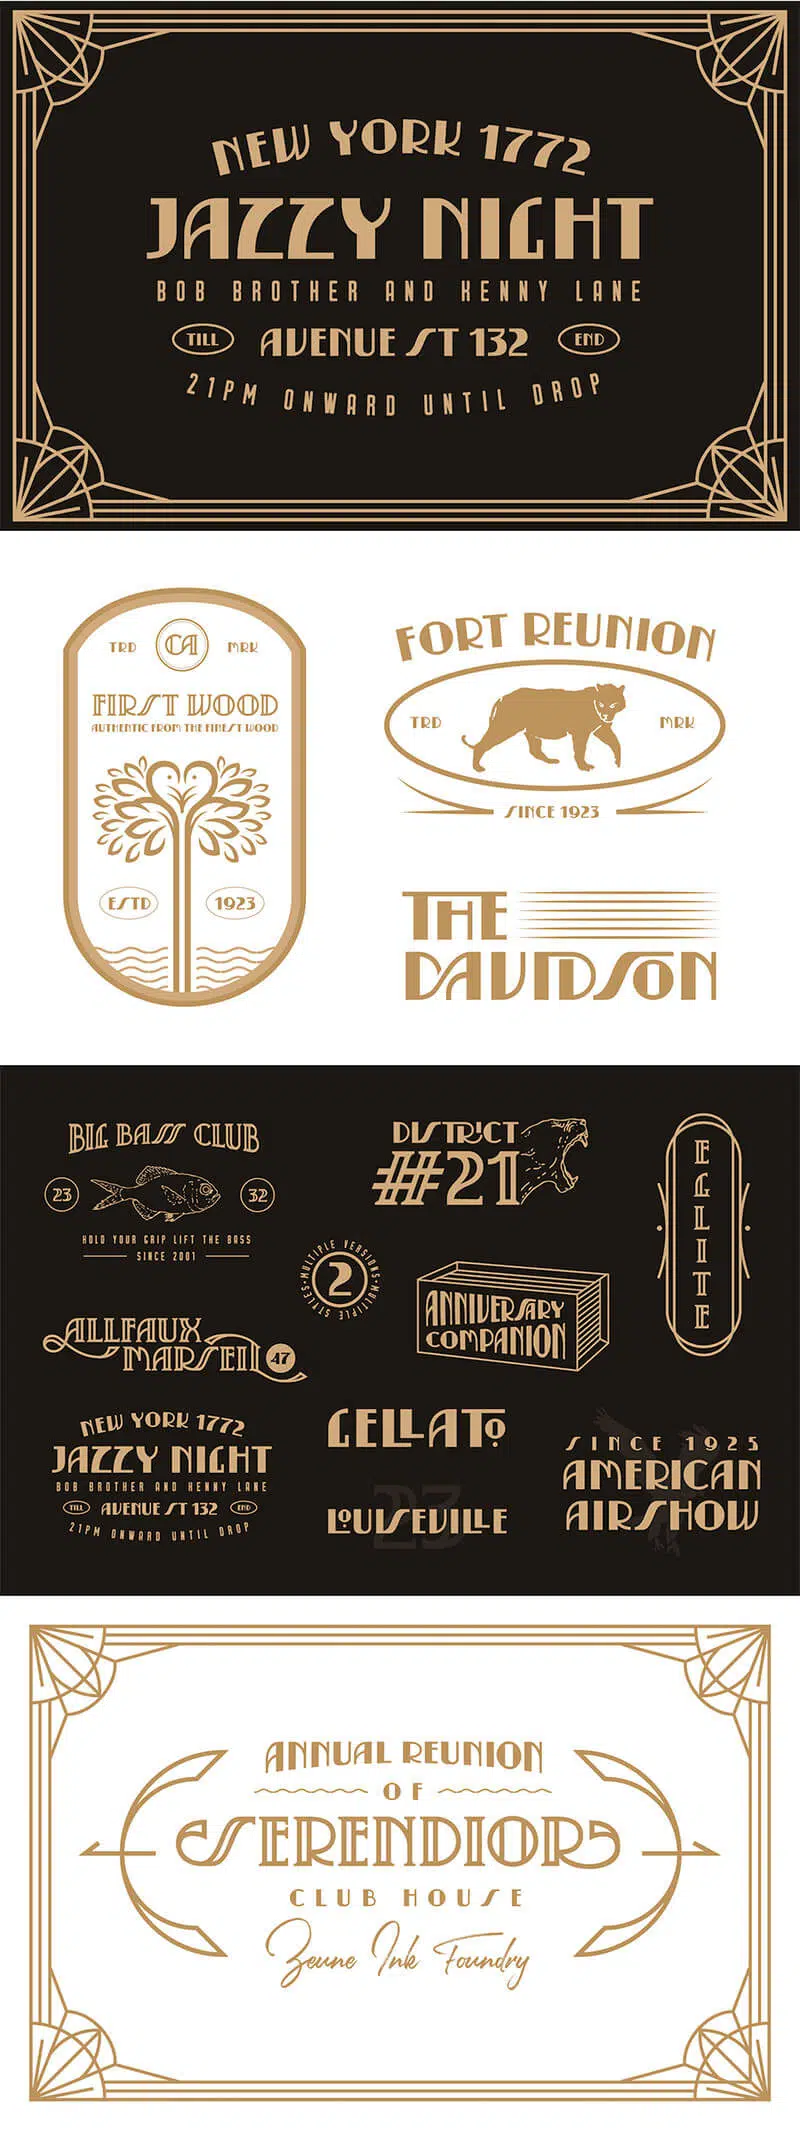 NEW YORK 1772
JAZZY NIGHT
BOB BROTHER AND KENNY LANE
TILL AVENUE ST 132 END
21PM ONWARD UNTIL DROP
TRD CA MRK
FIRST WOOD
AUTHENTIC FROM THE FINEST WOOD
ESTD 1923
FORT REUNION
TRD MRK
SINCE 1923
THE
DAVIDSON
BIG BASS CLUB
23 32
HOLD YOUR GRIP LIFT THE BASS
SINCE 2001
DISTRICT
#21
EGLITE
MULTIPLE VERSIONS
2
MULTIPLE STYLES
ANNIVERSARY
COMPANION
ALLFAUX
MARSEIL 47
NEW YORK 1772
JAZZY NIGHT
BOB BROTHER AND KENNY LANE
TILL AVENUE ST 132 END
21PM ONWARD UNTIL DROP
GELLATO
23
LOUISEVILLE
SINCE 1925
AMERICAN
AIRSHOW
ANNUAL REUNION
OF
SERENDIORS
CLUB HOUSE
Zeune Ink Foundry